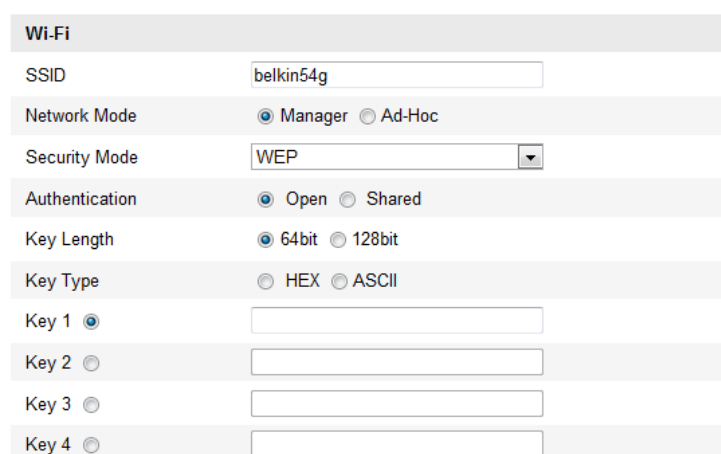 Wi-Fi
SSID belkin54g
Network Mode Manager Ad-Hoc
Security Mode WEP
Authentication Open Shared
Key Length 64bit 128bit
Key Type HEX ASCII
Key 1
Key 2
Key 3
Key 4